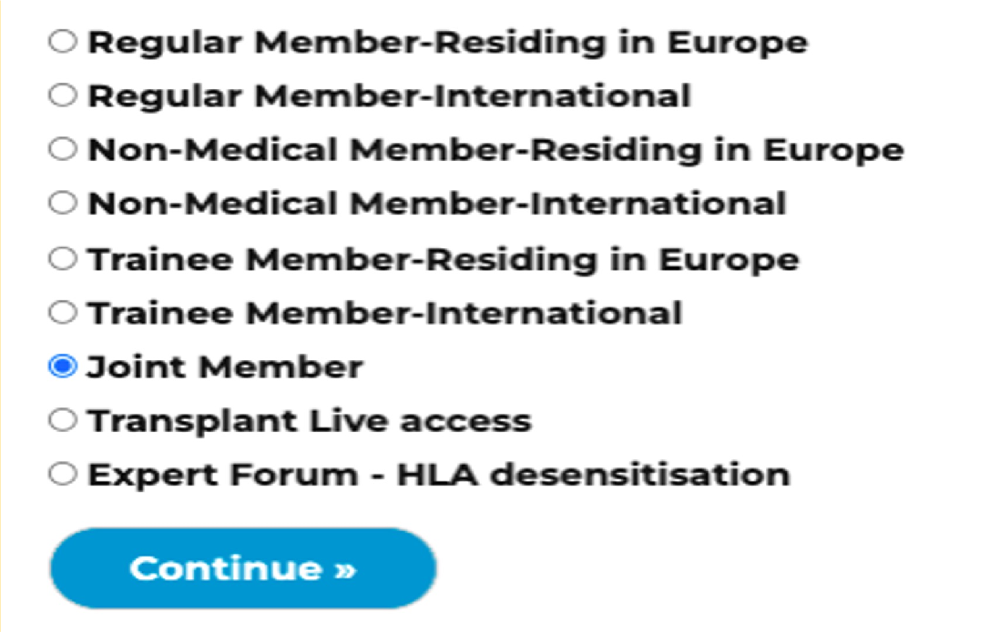 Regular Member-Residing in Europe
Regular Member-International
Non-Medical Member-Residing in Europe
Non-Medical Member-International
Trainee Member-Residing in Europe
Trainee Member-International
Joint Member
Transplant Live access
Expert Forum - HLA desensitisation
Continue »